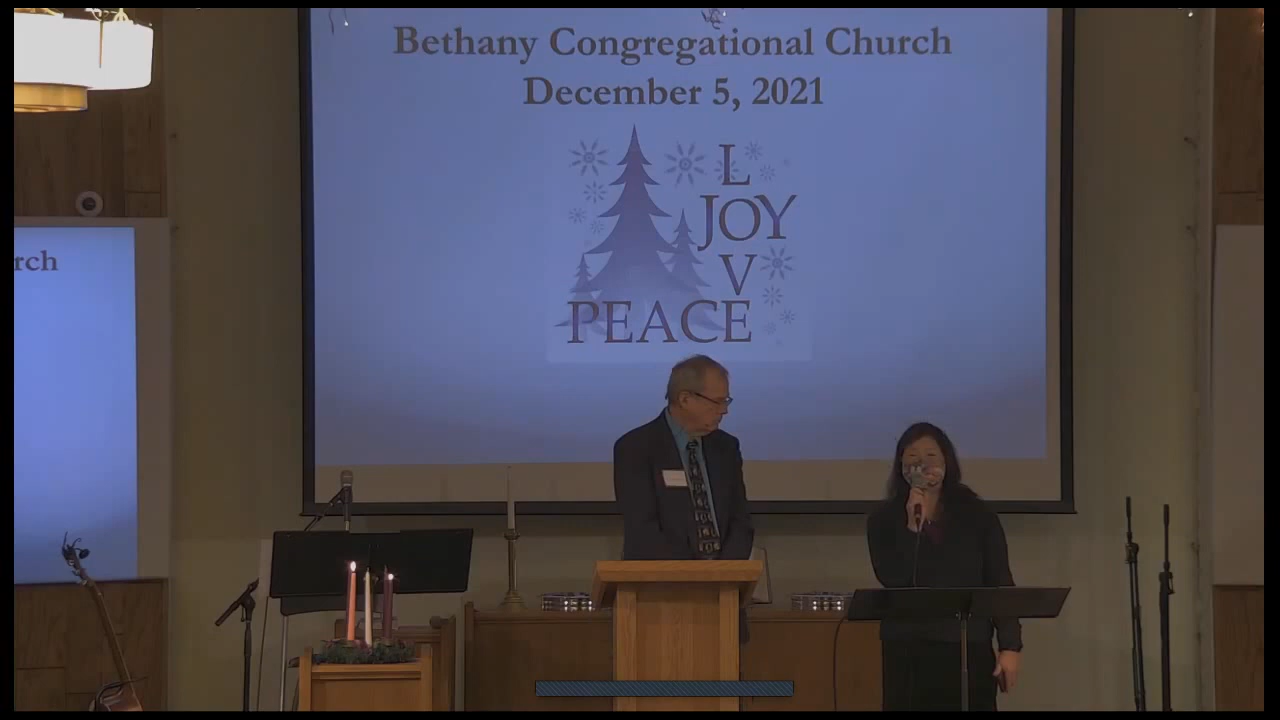 Bethany Congregational Church
December 5, 2021
L
JOY
V
PEACE
rch